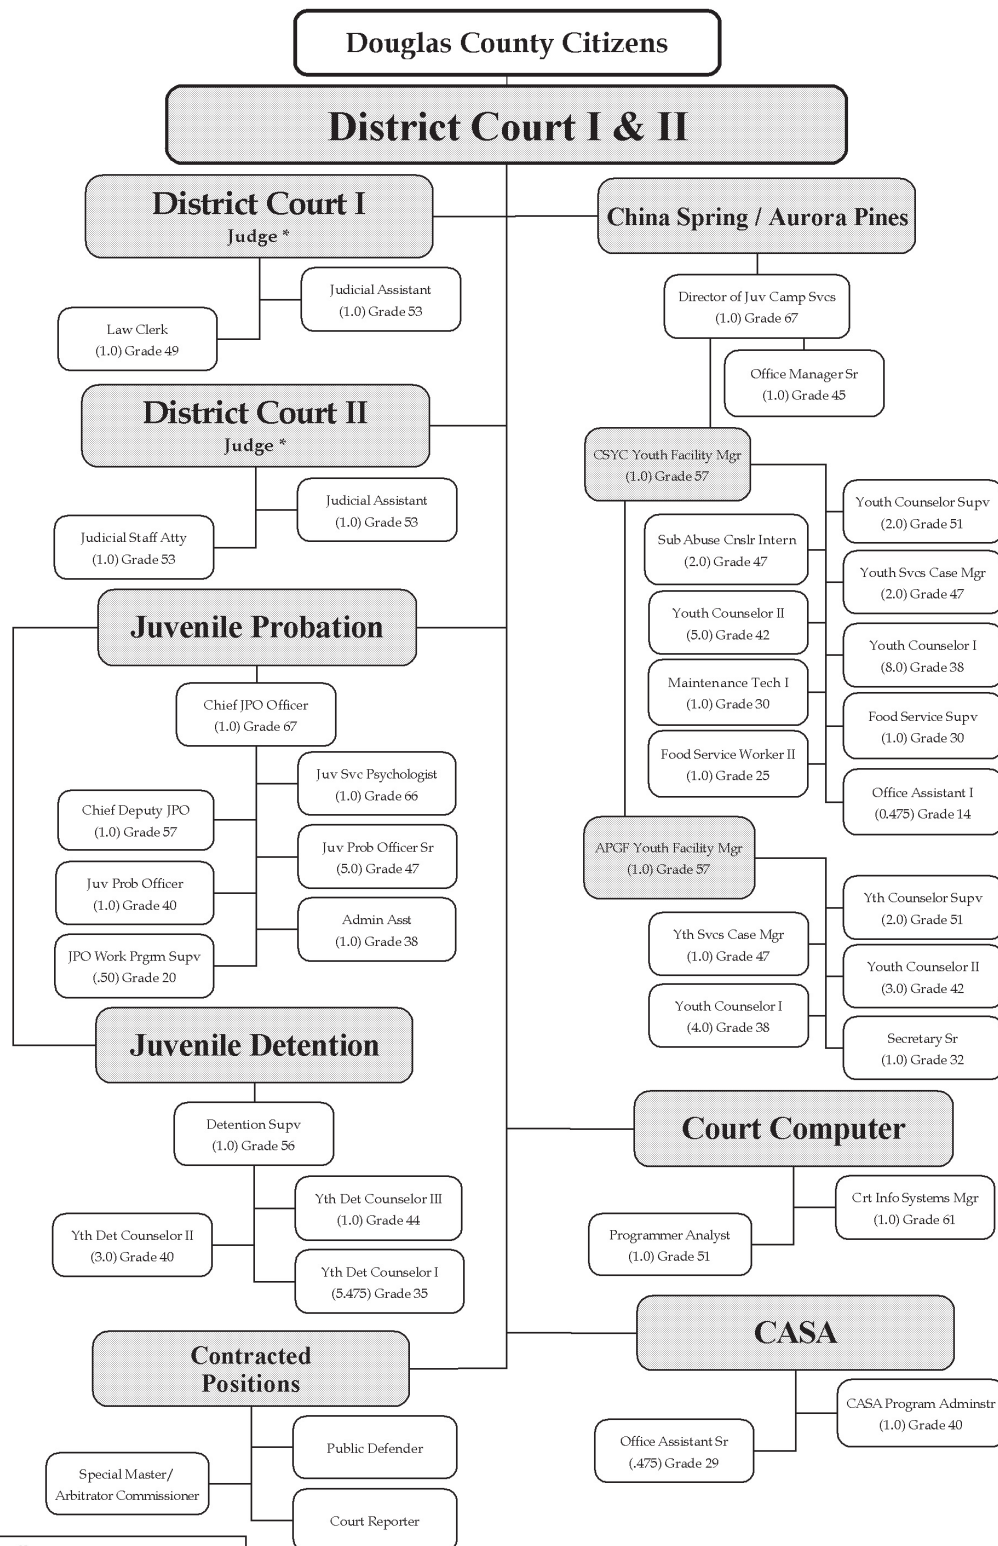 Douglas County Citizens
District Court I & II
District Court I
Judge *
Judicial Assistant
(1.0) Grade 53
Law Clerk
(1.0) Grade 49
District Court II
Judge *
Judicial Assistant
(1.0) Grade 53
Judicial Staff Atty
(1.0) Grade 53
Juvenile Probation
Chief JPO Officer
(1.0) Grade 67
Juv Svc Psychologist
(1.0) Grade 66
Chief Deputy JPO
(1.0) Grade 57
Juv Prob Officer Sr
(5.0) Grade 47
Juv Prob Officer
(1.0) Grade 40
Admin Asst
(1.0) Grade 38
JPO Work Prgrm Supv
(.50) Grade 20
Juvenile Detention
Detention Supv
(1.0) Grade 56
Yth Det Counselor III
(1.0) Grade 44
Yth Det Counselor II
(3.0) Grade 40
Yth Det Counselor I
(5.475) Grade 35
Contracted
Positions
Public Defender
Special Master/
Arbitrator Commissioner
Court Reporter
China Spring / Aurora Pines
Director of Juv Camp Svcs
(1.0) Grade 67
Office Manager Sr
(1.0) Grade 45
CSYC Youth Facility Mgr
(1.0) Grade 57
Youth Counselor Supv
(2.0) Grade 51
Sub Abuse Cnslr Intern
(2.0) Grade 47
Youth Svcs Case Mgr
(2.0) Grade 47
Youth Counselor II
(5.0) Grade 42
Youth Counselor I
(8.0) Grade 38
Maintenance Tech I
(1.0) Grade 30
Food Service Supv
(1.0) Grade 30
Food Service Worker II
(1.0) Grade 25
Office Assistant I
(0.475) Grade 14
APGF Youth Facility Mgr
(1.0) Grade 57
Yth Counselor Supv
(2.0) Grade 51
Yth Svcs Case Mgr
(1.0) Grade 47
Youth Counselor II
(3.0) Grade 42
Youth Counselor I
(4.0) Grade 38
Secretary Sr
(1.0) Grade 32
Court Computer
Crt Info Systems Mgr
(1.0) Grade 61
Programmer Analyst
(1.0) Grade 51
CASA
CASA Program Adminstr
(1.0) Grade 40
Office Assistant Sr
(.475) Grade 29